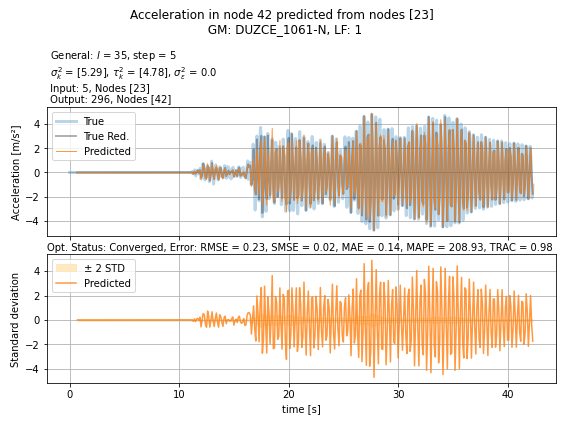 Acceleration in node 42 predicted from nodes [23]
GM: DUZCE_1061-N, LF: 1
General: l = 35, step = 5
σ²ₖ = [5.29], τ²ₖ = [4.78], σ²ε = 0.0
Input: 5, Nodes [23]
Output: 296, Nodes [42]
Acceleration [m/s²]
4
2
0
−2
−4
True
True Red.
Predicted
Opt. Status: Converged, Error: RMSE = 0.23, SMSE = 0.02, MAE = 0.14, MAPE = 208.93, TRAC = 0.98
Standard deviation
4
2
0
−2
−4
± 2 STD
Predicted
0 10 20 30 40
time [s]